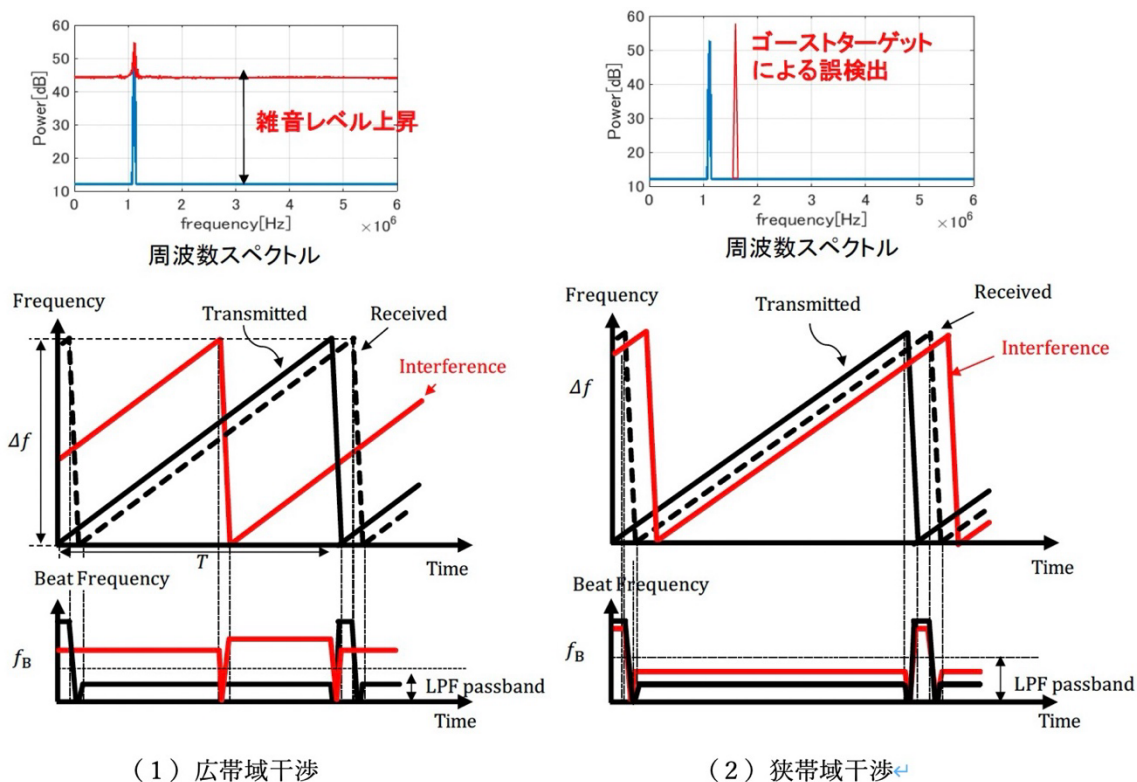 60
50
40
30
20
10
Power[dB]
雑音レベル上昇
0
1
2
3
4
5
6
frequency[Hz]
×10⁶
周波数スペクトル
60
50
40
30
20
10
Power[dB]
ゴーストターゲット
による誤検出
0
1
2
3
4
5
6
frequency[Hz]
×10⁶
周波数スペクトル
Frequency
Transmitted
Received
Interference
Δf
T
Time
Beat Frequency
f_B
LPF passband
Time
(1)広帯域干渉
Frequency
Transmitted
Received
Interference
Δf
Time
Beat Frequency
f_B
LPF passband
Time
(2)狭帯域干渉↵